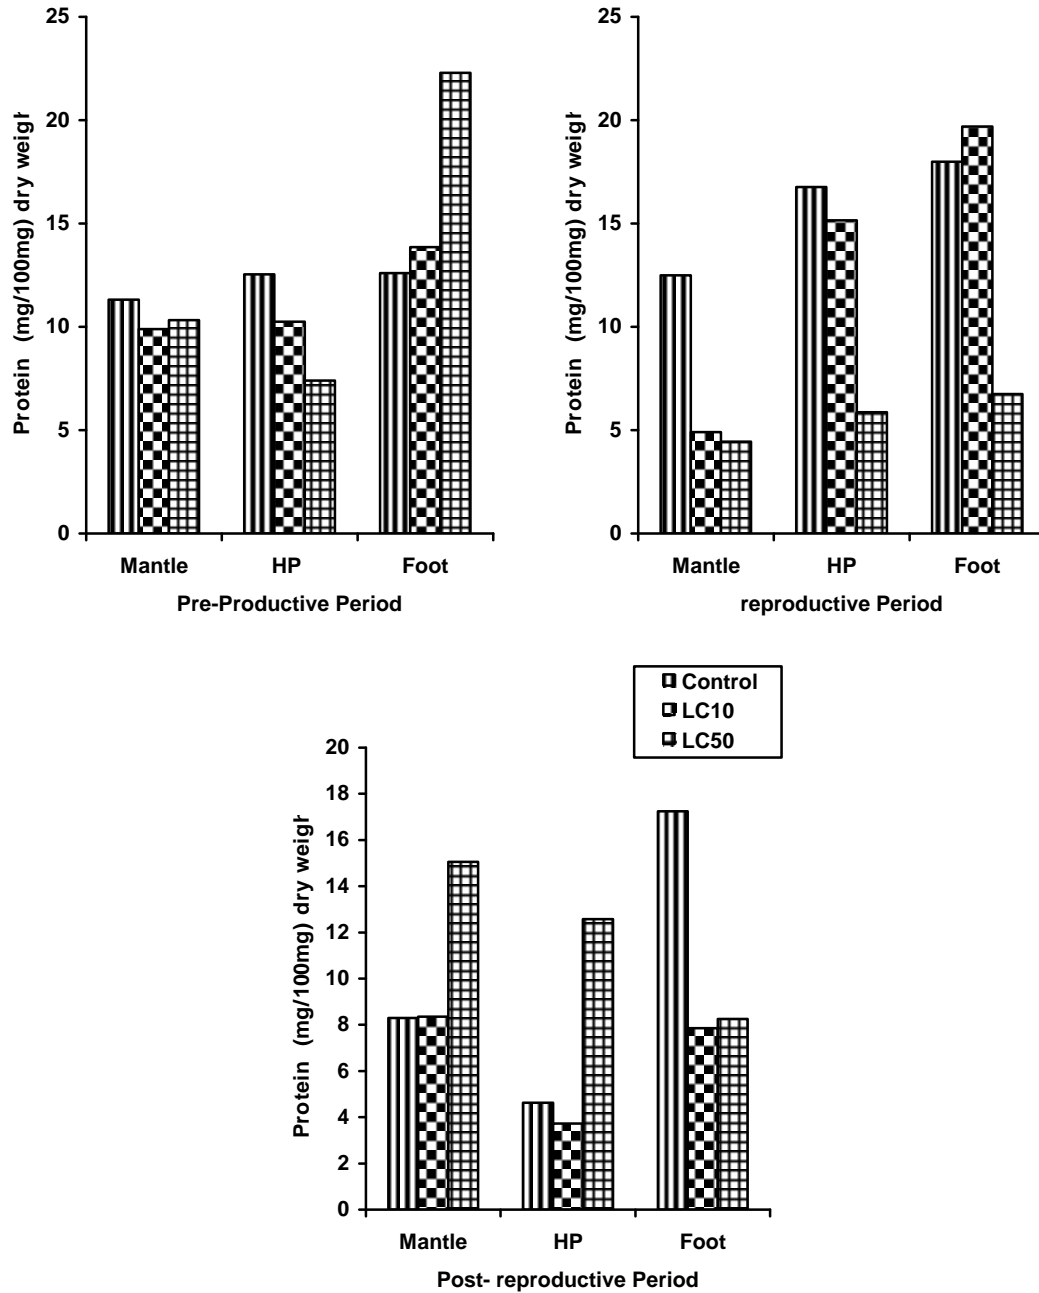 25
20
15
10
5
0
Protein (mg/100mg) dry weigh
Mantle HP Foot
Pre-Productive Period
25
20
15
10
5
0
Protein (mg/100mg) dry weigh
Mantle HP Foot
reproductive Period
Control
LC10
LC50
20
18
16
14
12
10
8
6
4
2
0
Protein (mg/100mg) dry weigh
Mantle HP Foot
Post- reproductive Period